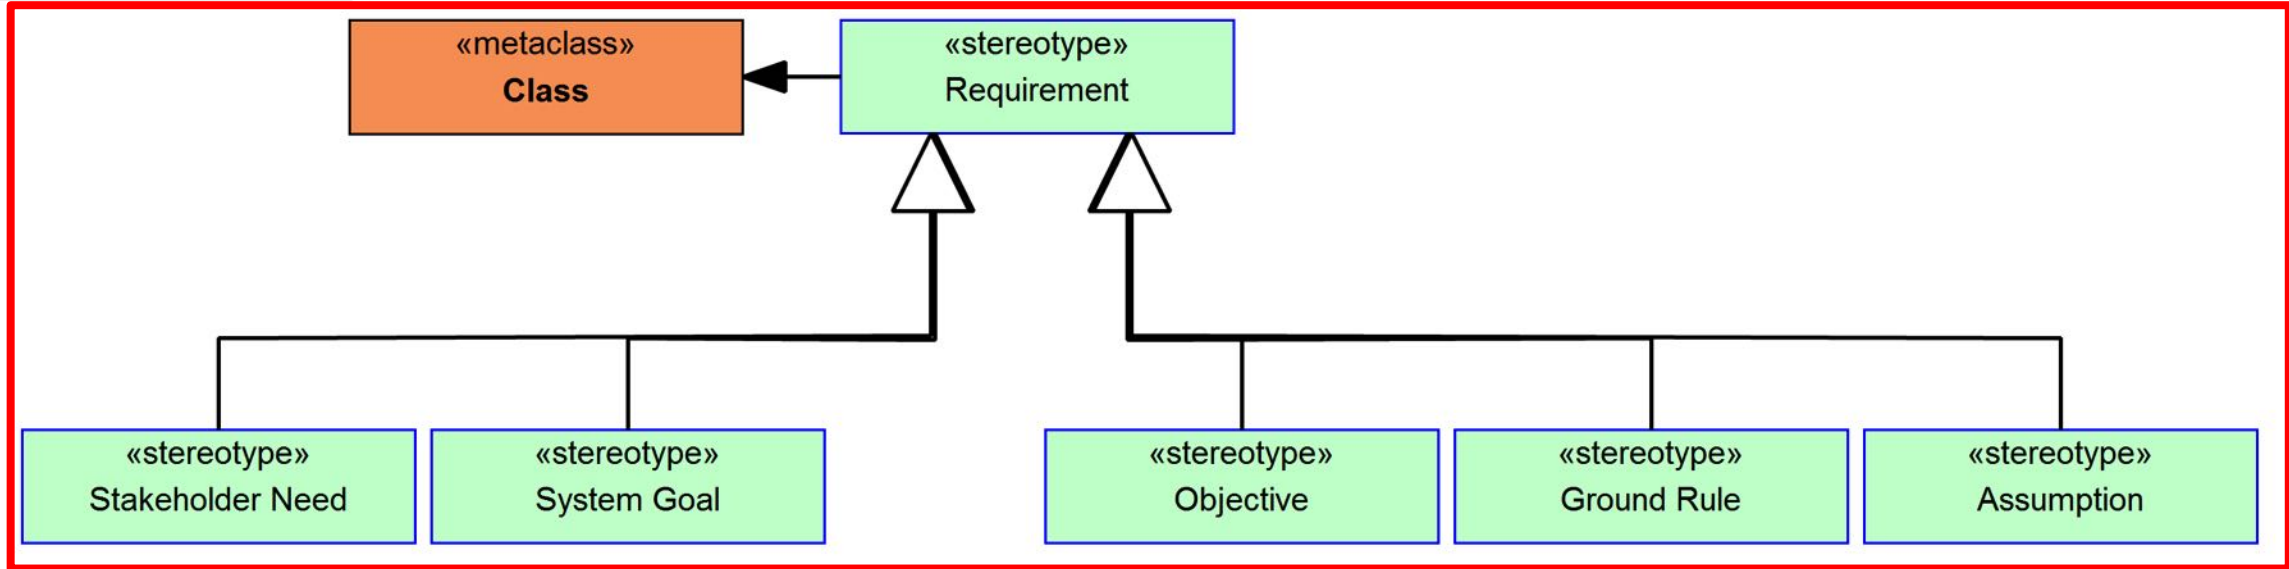 «metaclass»
Class
«stereotype»
Requirement
«stereotype»
Stakeholder Need
«stereotype»
System Goal
«stereotype»
Objective
«stereotype»
Ground Rule
«stereotype»
Assumption